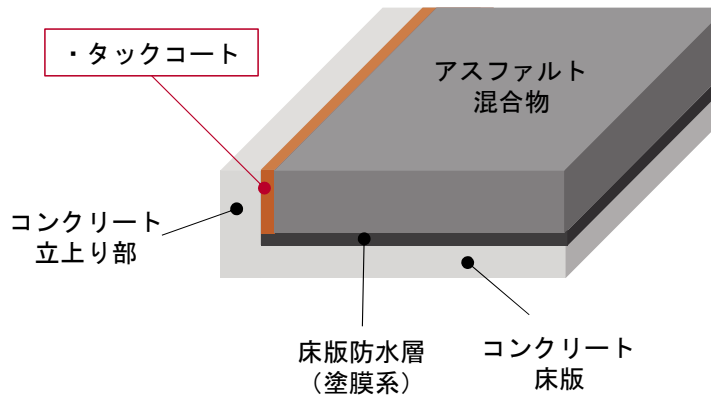 ・タックコート
アスファルト
混合物
コンクリート
立上り部
床版防水層
（塗膜系）
コンクリート
床版